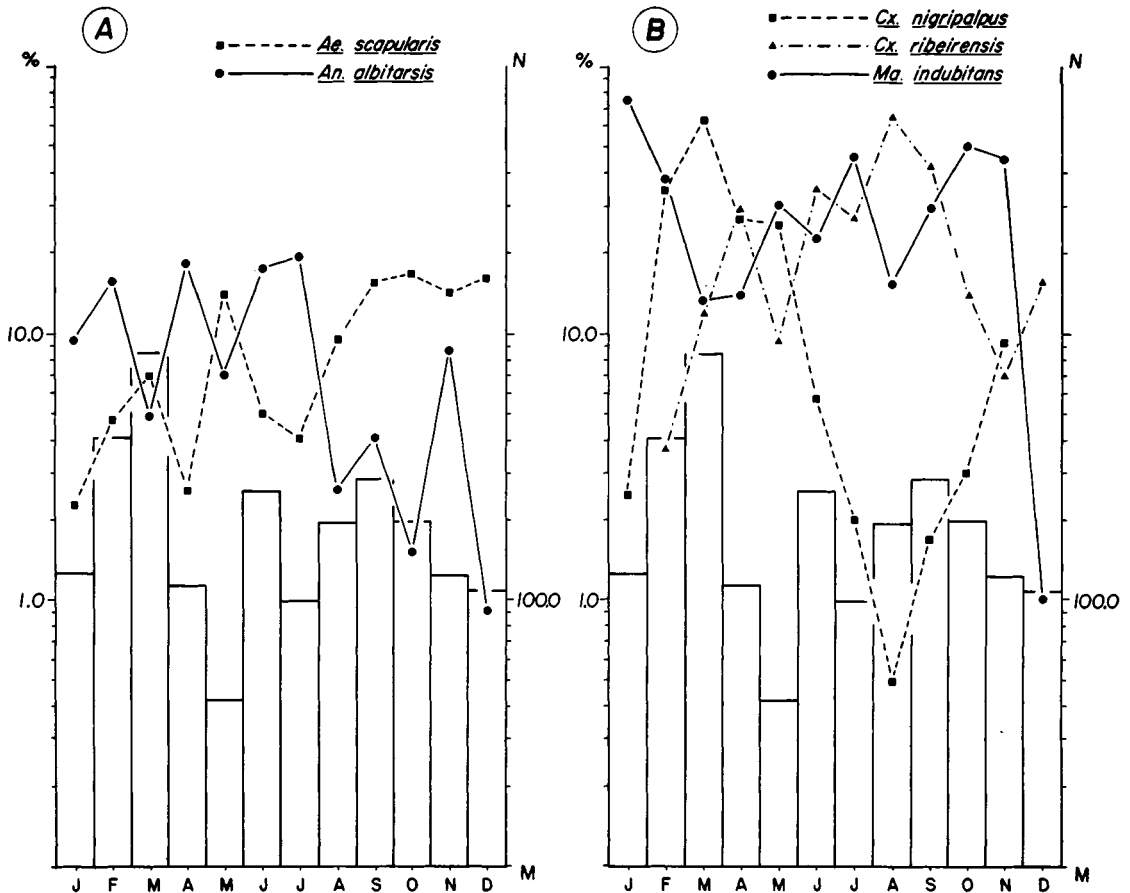 A
Ae. scapularis
An. albitarsis
% N
10.0
1.0 100.0
J F M A M J J A S O N D M
B
Cx. nigripalpus
Cx. ribeirensis
Ma. indubitans
% N
10.0
1.0 100.0
J F M A M J J A S O N D M